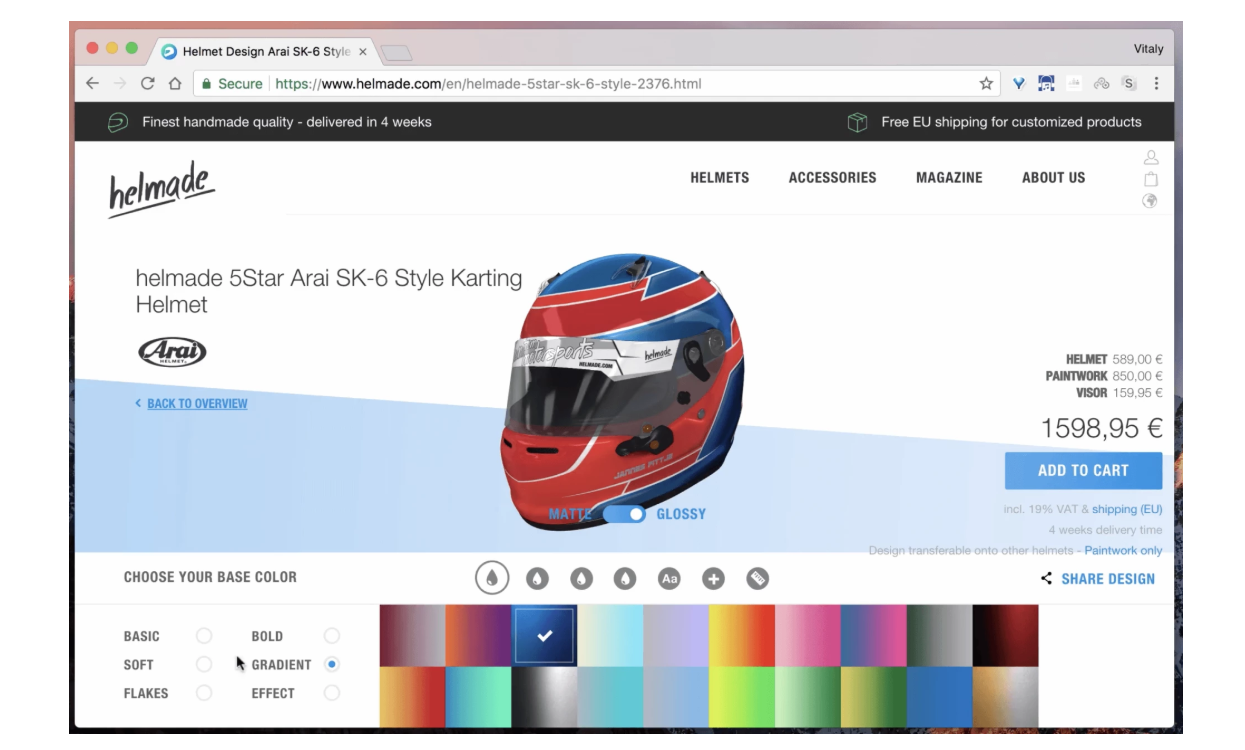 Helmet Design Arai SK-6 Style
Vitaly
Secure https://www.helmade.com/en/helmade-5star-sk-6-style-2376.html
Finest handmade quality - delivered in 4 weeks
Free EU shipping for customized products
helmade
HELMETS ACCESSORIES MAGAZINE ABOUT US
helmade 5Star Arai SK-6 Style Karting
Helmet
Arai
HELMET
BACK TO OVERVIEW
helmade
HELMADE.COM
HELMET 589,00 €
PAINTWORK 850,00 €
VISOR 159,95 €
1598,95 €
ADD TO CART
MATTE GLOSSY
incl. 19% VAT & shipping (EU)
4 weeks delivery time
Design transferable onto other helmets - Paintwork only
CHOOSE YOUR BASE COLOR
Aa
SHARE DESIGN
BASIC BOLD
SOFT GRADIENT
FLAKES EFFECT